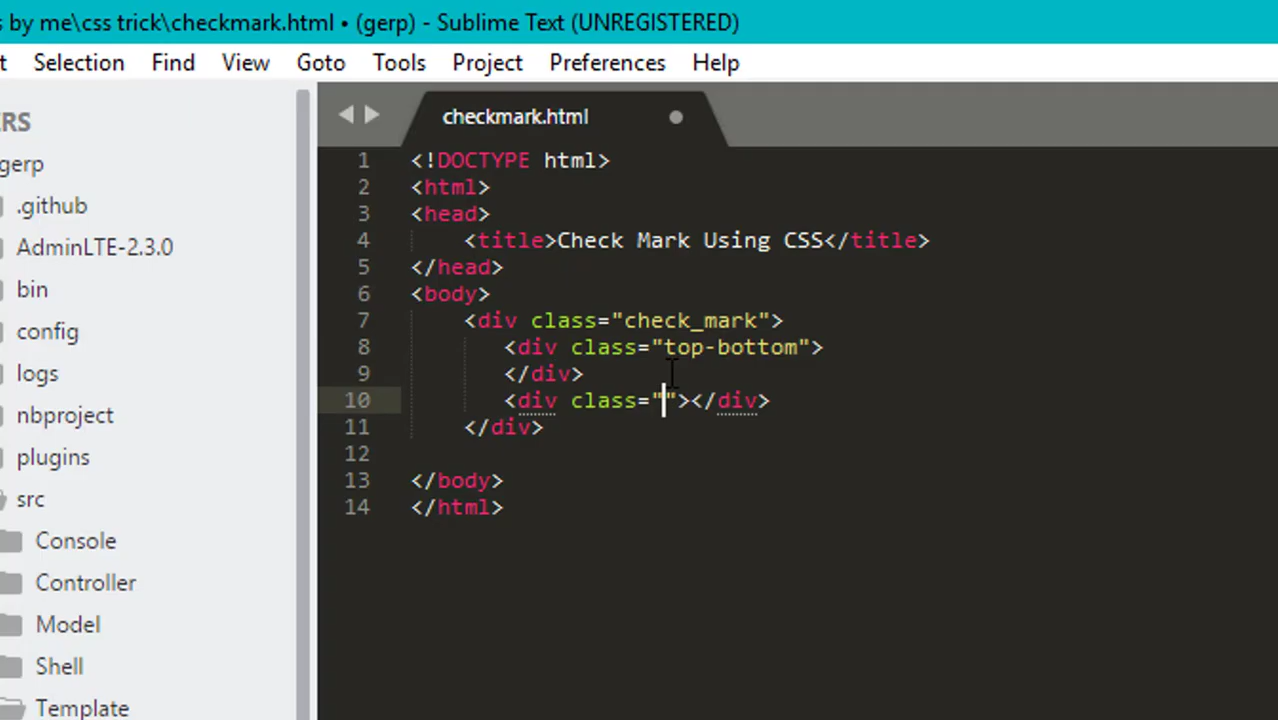 s by me\css trick\checkmark.html • (gerp) - Sublime Text (UNREGISTERED)
t Selection Find View Goto Tools Project Preferences Help
ERS
gerp
.github
AdminLTE-2.3.0
bin
config
logs
nbproject
plugins
src
Console
Controller
Model
Shell
Template
checkmark.html
1 <!DOCTYPE html>
2 <html>
3 <head>
4 <title>Check Mark Using CSS</title>
5 </head>
6 <body>
7 <div class="check_mark">
8 <div class="top-bottom">
9 </div>
10 <div class=""></div>
11 </div>
12
13 </body>
14 </html>